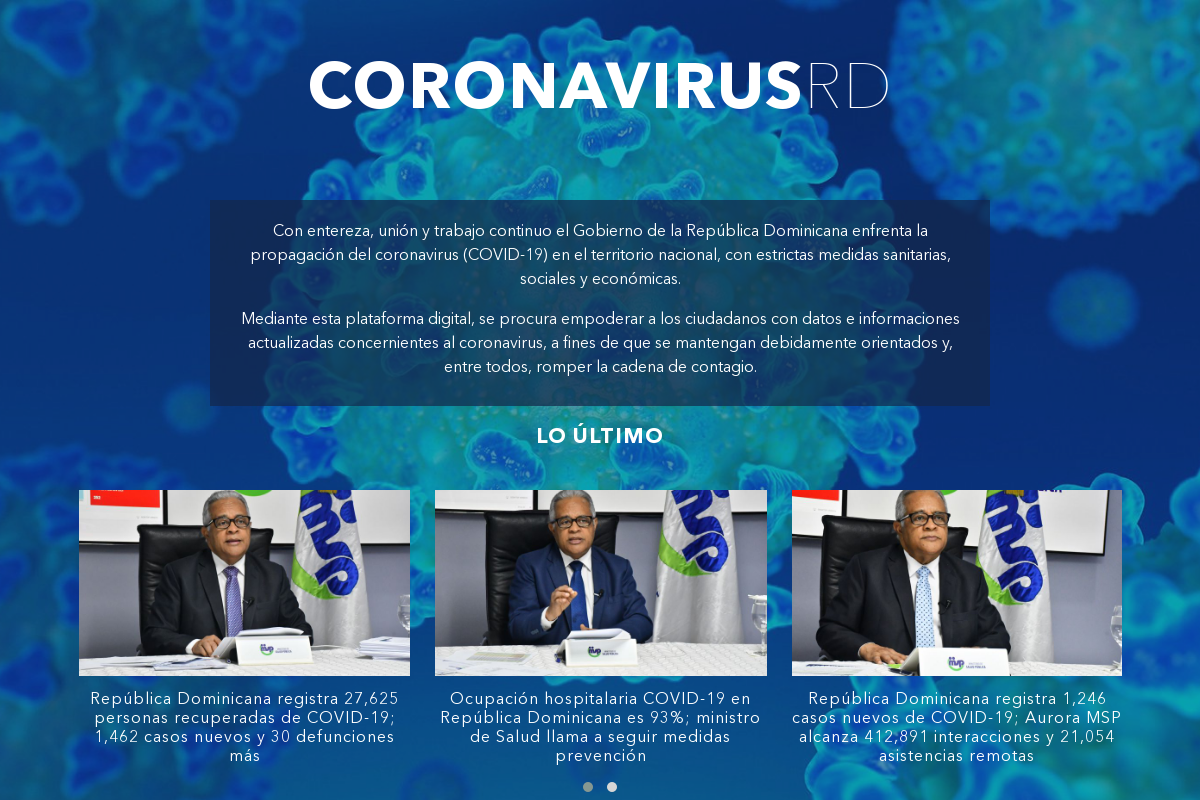 CORONAVIRUSRD
Con entereza, unión y trabajo continuo el Gobierno de la República Dominicana enfrenta la
propagación del coronavirus (COVID-19) en el territorio nacional, con estrictas medidas sanitarias,
sociales y económicas.
Mediante esta plataforma digital, se procura empoderar a los ciudadanos con datos e informaciones
actualizadas concernientes al coronavirus, a fines de que se mantengan debidamente orientados y,
entre todos, romper la cadena de contagio.
LO ÚLTIMO
República Dominicana registra 27,625
personas recuperadas de COVID-19;
1,462 casos nuevos y 30 defunciones
más
Ocupación hospitalaria COVID-19 en
República Dominicana es 93%; ministro
de Salud llama a seguir medidas
prevención
República Dominicana registra 1,246
casos nuevos de COVID-19; Aurora MSP
alcanza 412,891 interacciones y 21,054
asistencias remotas